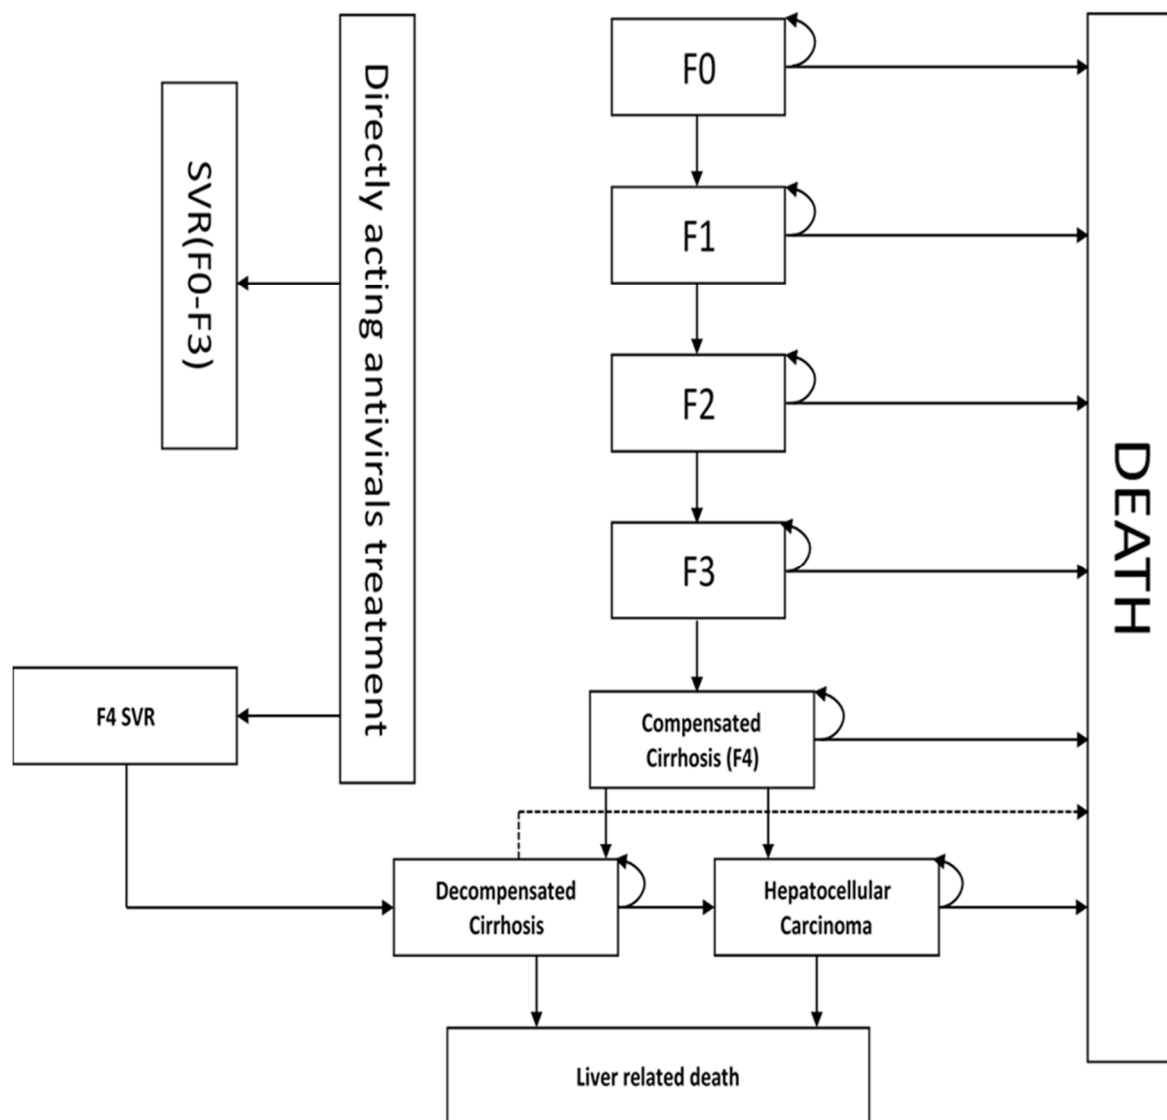 Directly acting antivirals treatment
SVR(F0-F3)
F4 SVR
F0
F1
F2
F3
Compensated
Cirrhosis (F4)
Decompensated
Cirrhosis
Hepatocellular
Carcinoma
Liver related death
DEATH